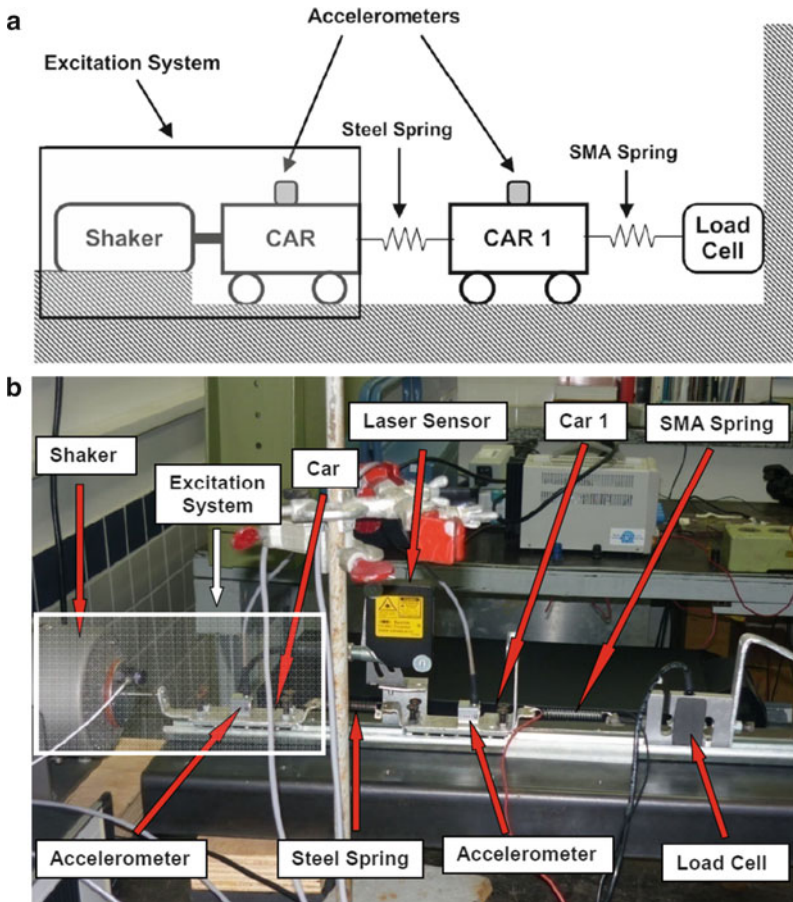 a
Accelerometers
Excitation System
Steel Spring
SMA Spring
Shaker
CAR
CAR 1
Load
Cell
b
Laser Sensor
Car 1
SMA Spring
Shaker
Excitation
System
Car
Accelerometer
Steel Spring
Accelerometer
Load Cell